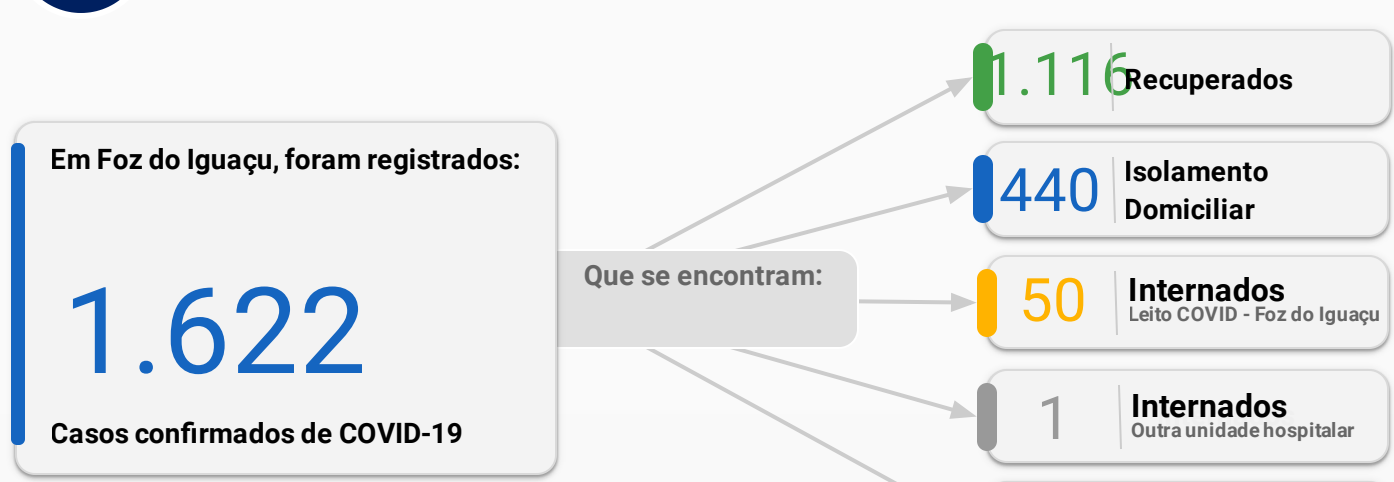 Em Foz do Iguaçu, foram registrados:
1.622
Casos confirmados de COVID-19
Que se encontram:
1.116 Recuperados
440 Isolamento
Domiciliar
50 Internados
Leito COVID - Foz do Iguaçu
1 Internados
Outra unidade hospitalar